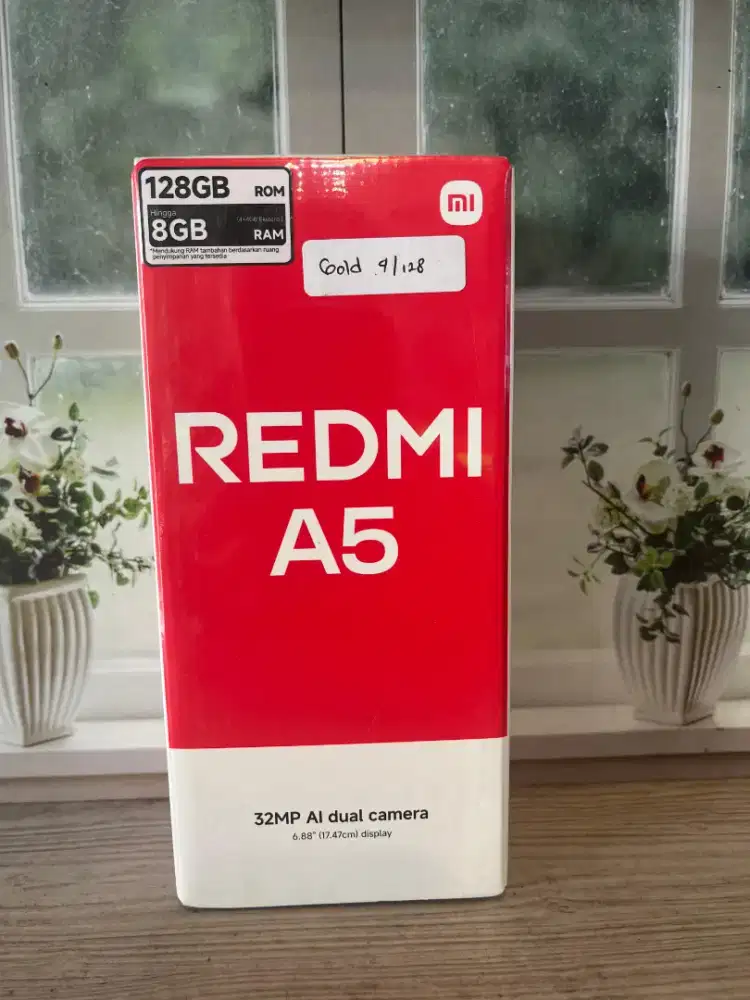 128GB ROM
Hingga
8GB RAM
*Mendukung RAM tambahan berdasarkan ruang
penyimpanan yang tersedia
mi
Gold 4/128
REDMI
A5
32MP AI dual camera
6.88" (17.47cm) display